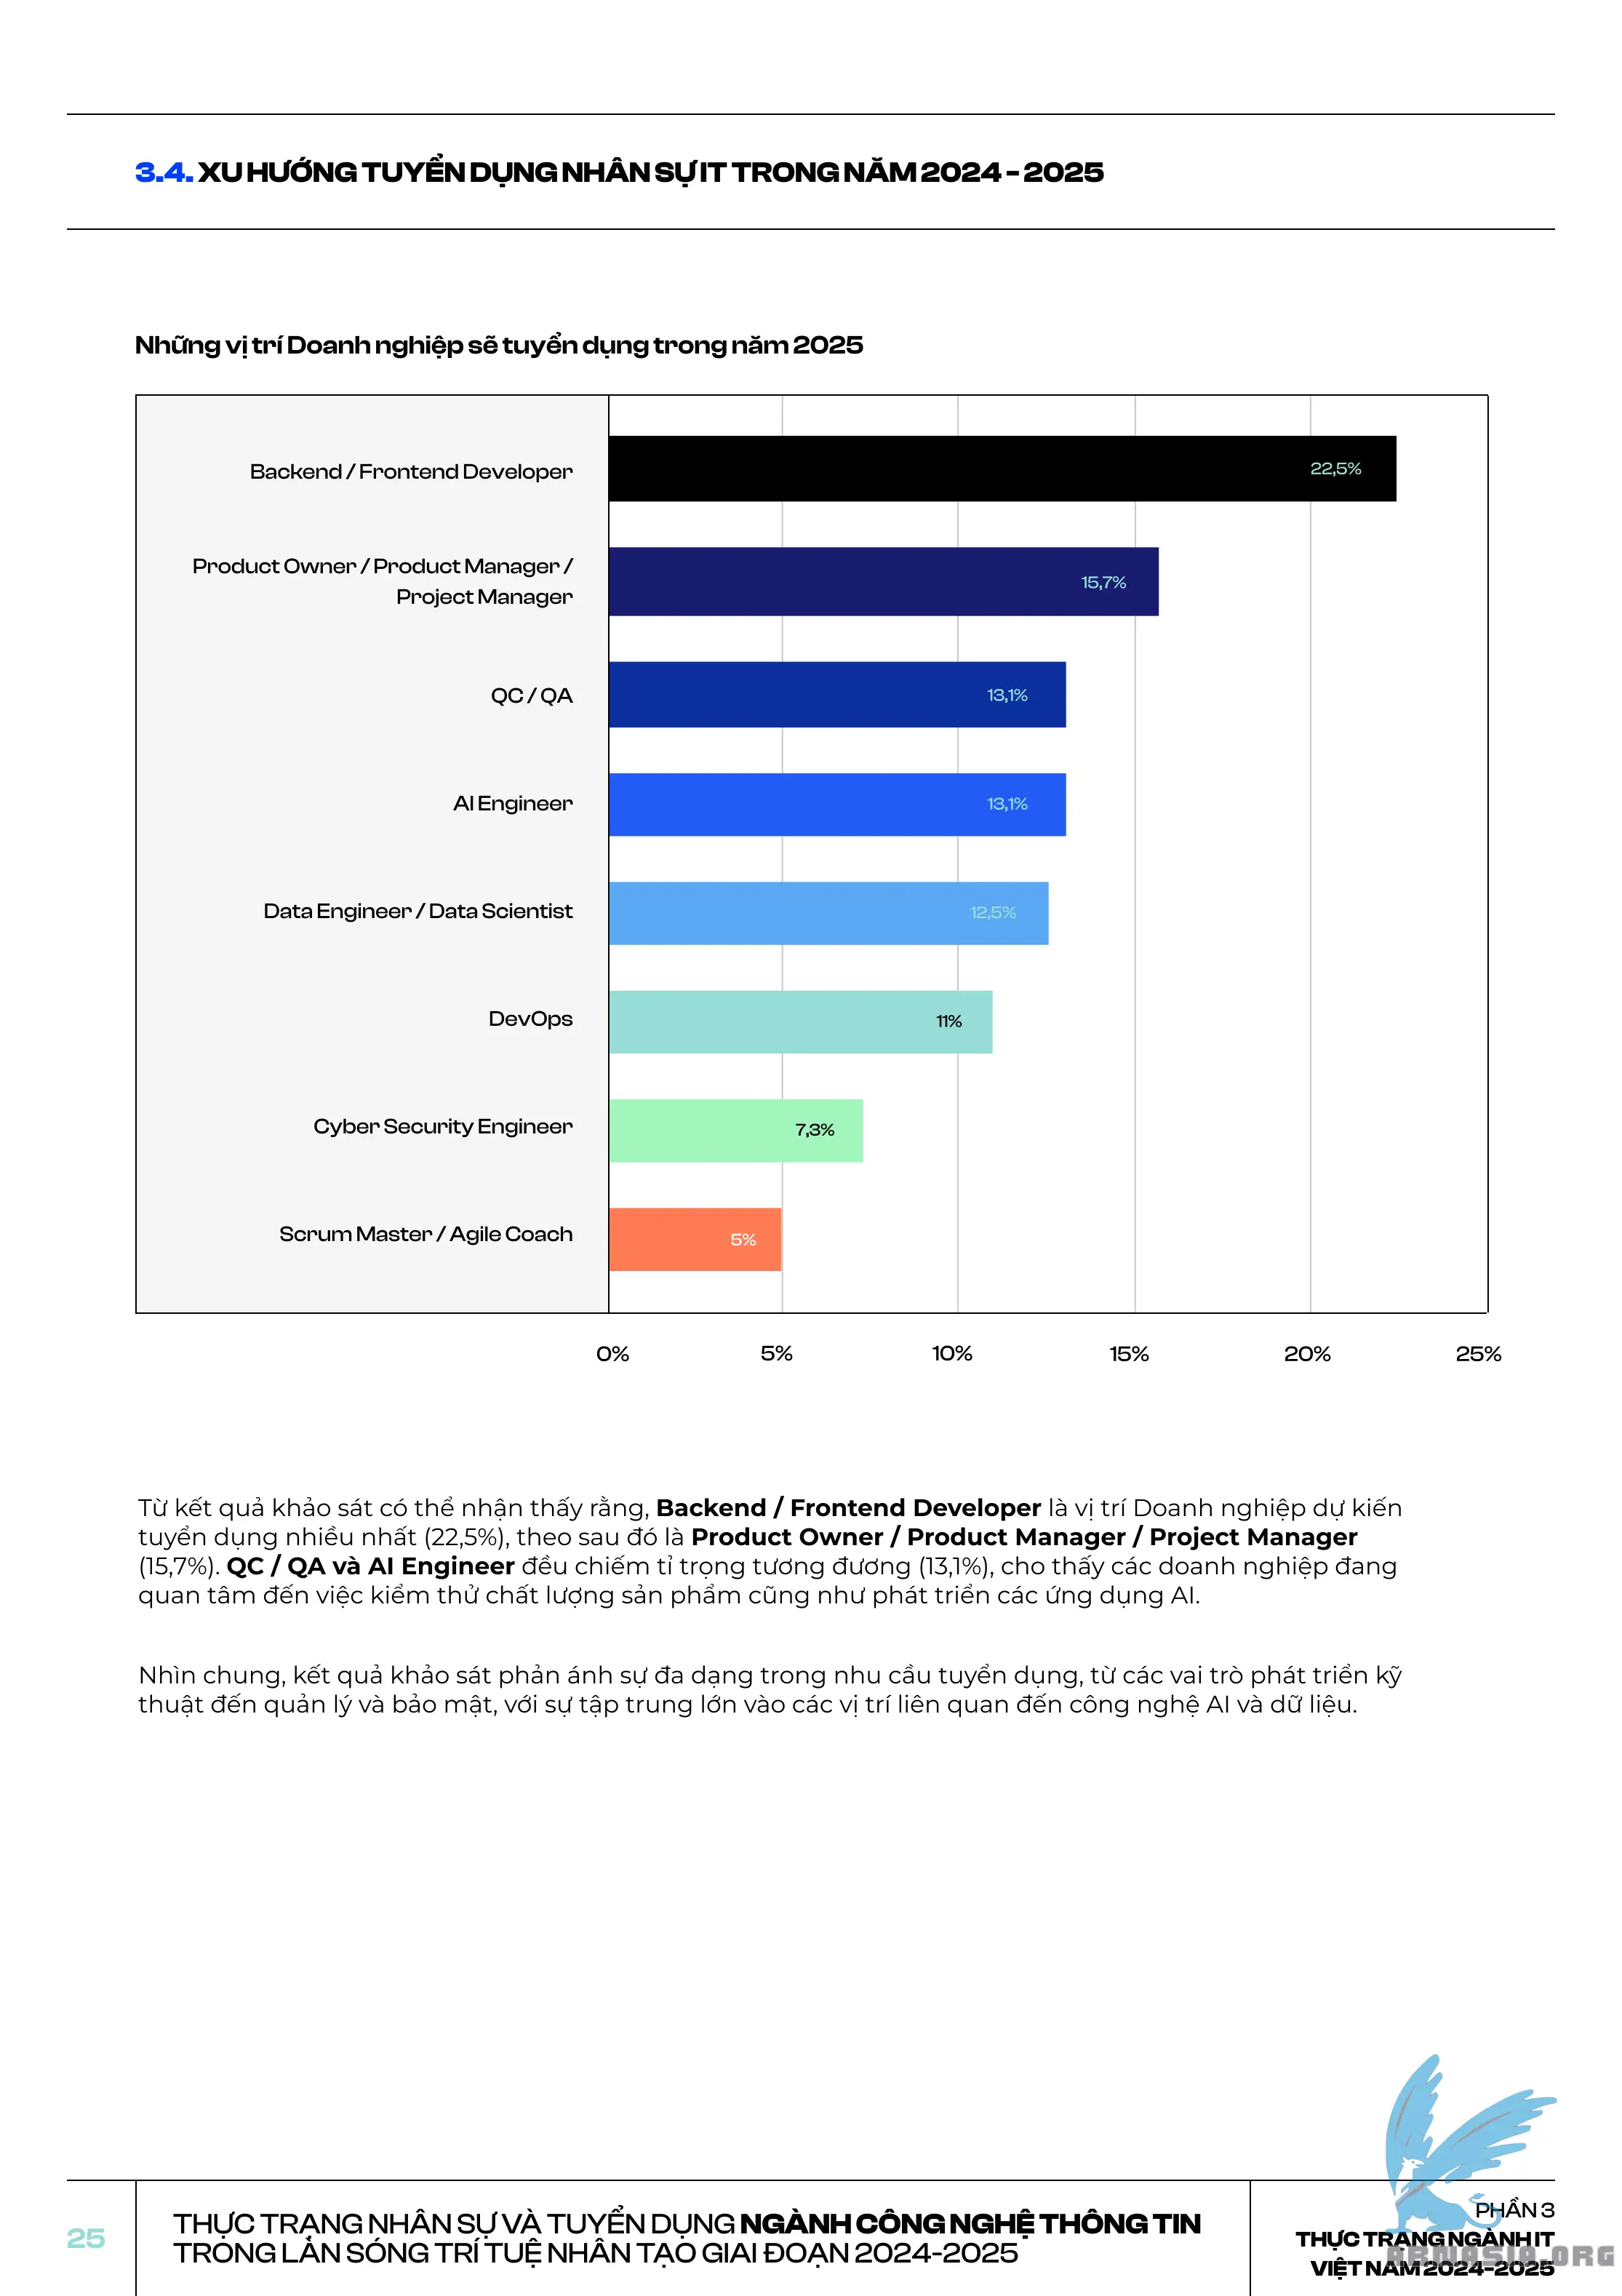 3.4. XU HƯỚNG TUYỂN DỤNG NHÂN SỰ IT TRONG NĂM 2024 - 2025
Những vị trí Doanh nghiệp sẽ tuyển dụng trong năm 2025
Backend / Frontend Developer
22,5%
Product Owner / Product Manager /
Project Manager
15,7%
QC / QA
13,1%
AI Engineer
13,1%
Data Engineer / Data Scientist
12,5%
DevOps
11%
Cyber Security Engineer
7,3%
Scrum Master / Agile Coach
5%
0% 5% 10% 15% 20% 25%
Từ kết quả khảo sát có thể nhận thấy rằng, Backend / Frontend Developer là vị trí Doanh nghiệp dự kiến
tuyển dụng nhiều nhất (22,5%), theo sau đó là Product Owner / Product Manager / Project Manager
(15,7%). QC / QA và AI Engineer đều chiếm tỉ trọng tương đương (13,1%), cho thấy các doanh nghiệp đang
quan tâm đến việc kiểm thử chất lượng sản phẩm cũng như phát triển các ứng dụng AI.
Nhìn chung, kết quả khảo sát phản ánh sự đa dạng trong nhu cầu tuyển dụng, từ các vai trò phát triển kỹ
thuật đến quản lý và bảo mật, với sự tập trung lớn vào các vị trí liên quan đến công nghệ AI và dữ liệu.
25
THỰC TRẠNG NHÂN SỰ VÀ TUYỂN DỤNG NGÀNH CÔNG NGHỆ THÔNG TIN
TRONG LÀN SÓNG TRÍ TUỆ NHÂN TẠO GIAI ĐOẠN 2024-2025
PHẦN 3
THỰC TRẠNG NGÀNH IT
VIỆT NAM 2024-2025
ARWASIA.ORG